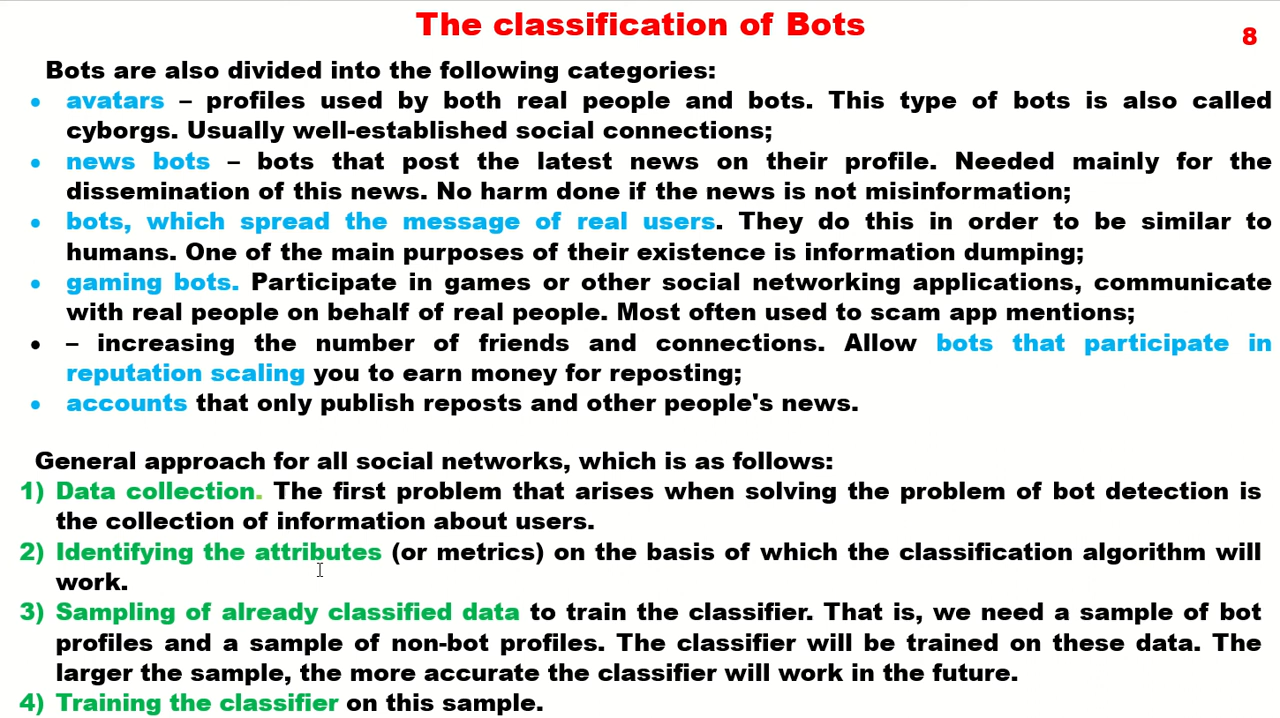 The classification of Bots
8
Bots are also divided into the following categories:
• avatars – profiles used by both real people and bots. This type of bots is also called
cyborgs. Usually well-established social connections;
• news bots – bots that post the latest news on their profile. Needed mainly for the
dissemination of this news. No harm done if the news is not misinformation;
• bots, which spread the message of real users. They do this in order to be similar to
humans. One of the main purposes of their existence is information dumping;
• gaming bots. Participate in games or other social networking applications, communicate
with real people on behalf of real people. Most often used to scam app mentions;
• – increasing the number of friends and connections. Allow bots that participate in
reputation scaling you to earn money for reposting;
• accounts that only publish reposts and other people's news.
General approach for all social networks, which is as follows:
1) Data collection. The first problem that arises when solving the problem of bot detection is
the collection of information about users.
2) Identifying the attributes (or metrics) on the basis of which the classification algorithm will
work.
3) Sampling of already classified data to train the classifier. That is, we need a sample of bot
profiles and a sample of non-bot profiles. The classifier will be trained on these data. The
larger the sample, the more accurate the classifier will work in the future.
4) Training the classifier on this sample.